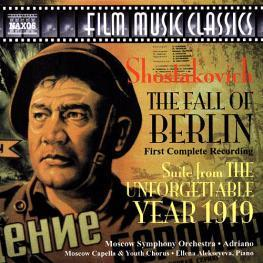 NAXOS
FILM MUSIC CLASSICS
Shostakovich
THE FALL OF
BERLIN
First Complete Recording
Suite from THE
UNFORGETTABLE
YEAR 1919
ение
Moscow Symphony Orchestra • Adriano
Moscow Capella & Youth Chorus • Ellena Alekseyeva, Piano